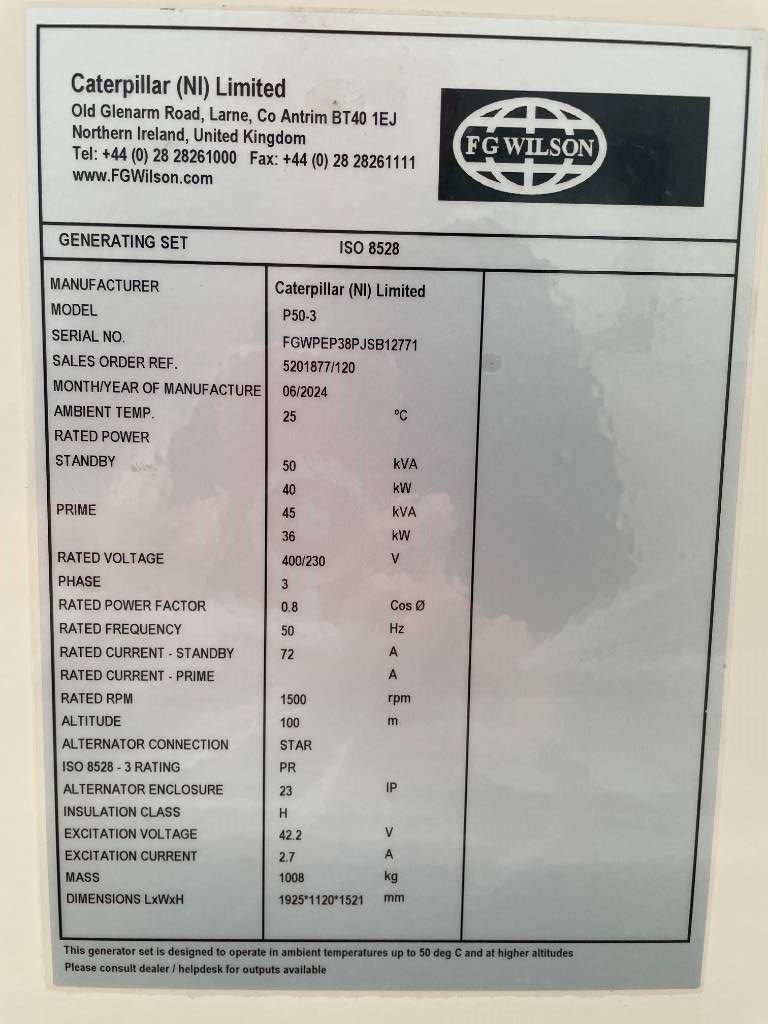 Caterpillar (NI) Limited
Old Glenarm Road, Larne, Co Antrim BT40 1EJ
Northern Ireland, United Kingdom
Tel: +44 (0) 28 28261000 Fax: +44 (0) 28 28261111
www.FGWilson.com
FG WILSON
GENERATING SET ISO 8528
MANUFACTURER Caterpillar (NI) Limited
MODEL P50-3
SERIAL NO. FGWPEP38PJSB12771
SALES ORDER REF. 5201877/120
MONTH/YEAR OF MANUFACTURE 06/2024
AMBIENT TEMP. 25 ºC
RATED POWER
STANDBY 50 kVA
40 kW
PRIME 45 kVA
36 kW
RATED VOLTAGE 400/230 V
PHASE 3
RATED POWER FACTOR 0.8 Cos Ø
RATED FREQUENCY 50 Hz
RATED CURRENT - STANDBY 72 A
RATED CURRENT - PRIME A
RATED RPM 1500 rpm
ALTITUDE 100 m
ALTERNATOR CONNECTION STAR
ISO 8528 - 3 RATING PR
ALTERNATOR ENCLOSURE 23 IP
INSULATION CLASS H
EXCITATION VOLTAGE 42.2 V
EXCITATION CURRENT 2.7 A
MASS 1008 kg
DIMENSIONS LxWxH 1925*1120*1521 mm
This generator set is designed to operate in ambient temperatures up to 50 deg C and at higher altitudes
Please consult dealer / helpdesk for outputs available